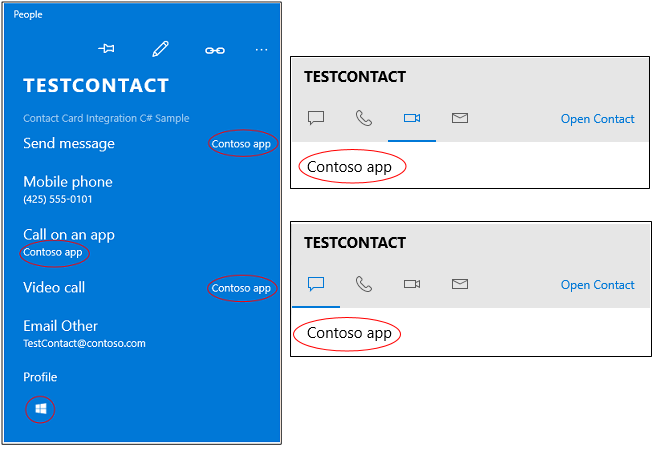 People
TESTCONTACT
Contact Card Integration C# Sample
Send message Contoso app
Mobile phone
(425) 555-0101
Call on an app
Contoso app
Video call Contoso app
Email Other
TestContact@contoso.com
Profile
TESTCONTACT
Open Contact
Contoso app
TESTCONTACT
Open Contact
Contoso app